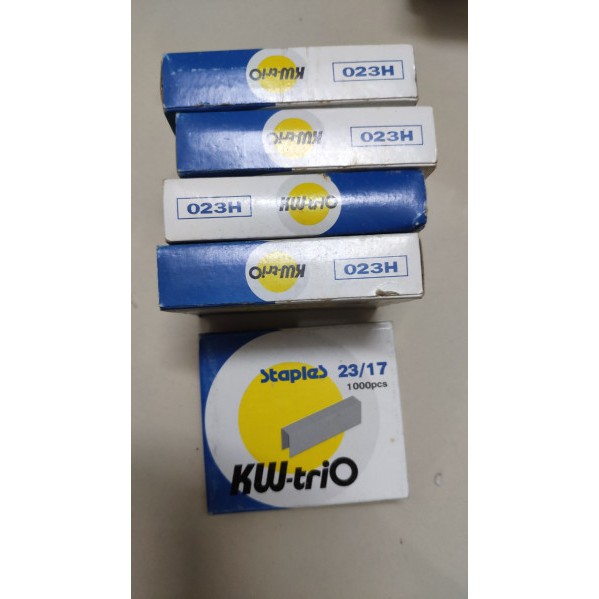 KW-triO 023H
KW-triO 023H
023H KW-triO
KW-triO 023H
Staples 23/17
1000pcs
KW-triO